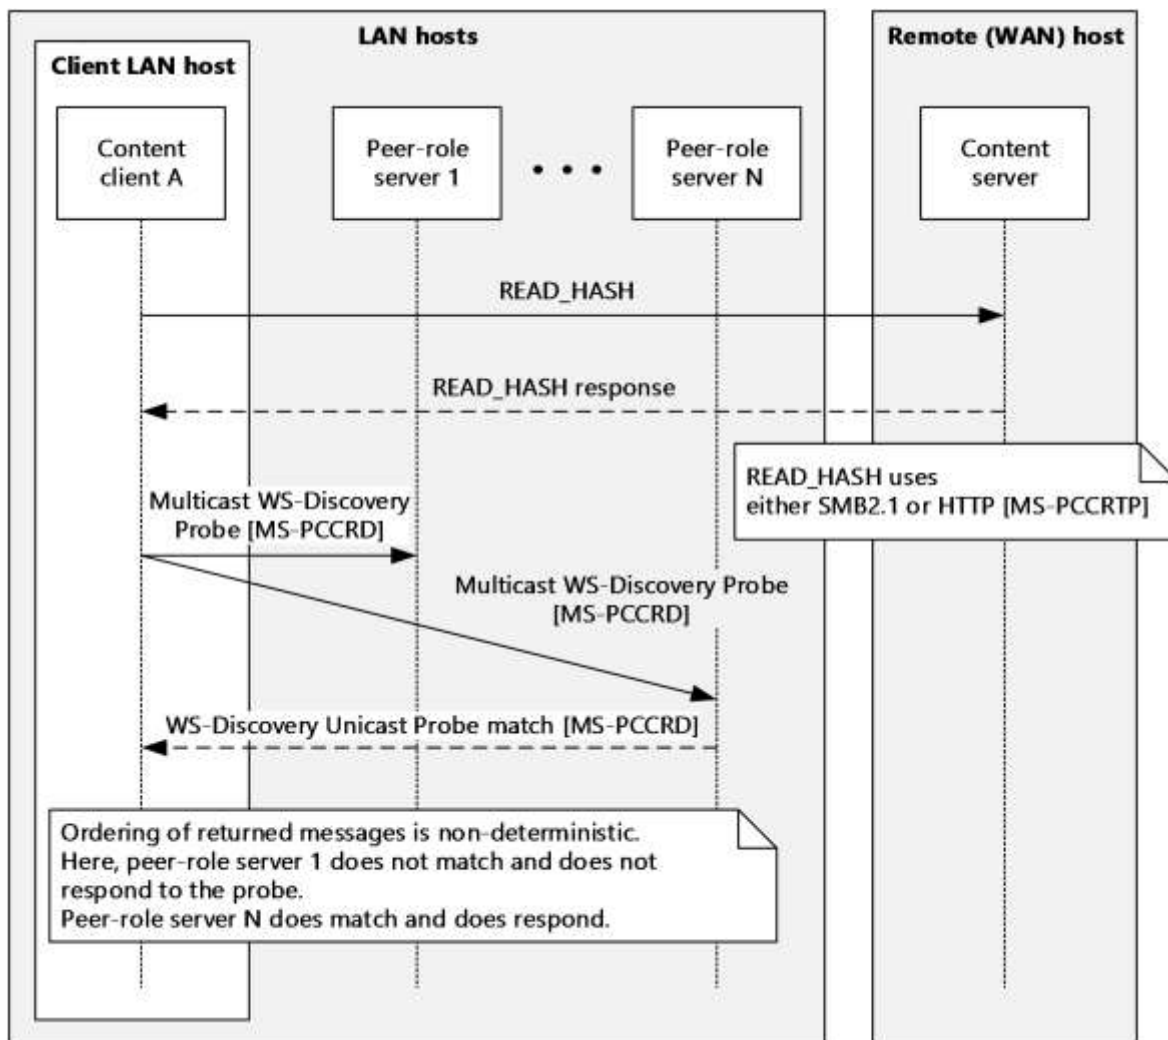 LAN hosts
Remote (WAN) host
Client LAN host
Content
client A
Peer-role
server 1
• • •
Peer-role
server N
Content
server
READ_HASH
READ_HASH response
READ_HASH uses
either SMB2.1 or HTTP [MS-PCCRTP]
Multicast WS-Discovery
Probe [MS-PCCRD]
Multicast WS-Discovery Probe
[MS-PCCRD]
WS-Discovery Unicast Probe match [MS-PCCRD]
Ordering of returned messages is non-deterministic.
Here, peer-role server 1 does not match and does not
respond to the probe.
Peer-role server N does match and does respond.